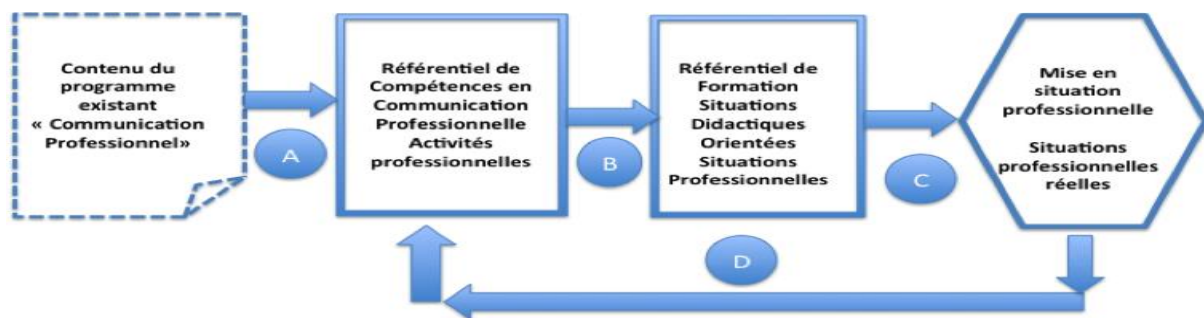 Contenu du
programme
existant
« Communication
Professionnel»
A
Référentiel de
Compétences en
Communication
Professionnelle
Activités
professionnelles
B
Référentiel de
Formation
Situations
Didactiques
Orientées
Situations
Professionnelles
C
Mise en
situation
professionnelle
Situations
professionnelles
réelles
D